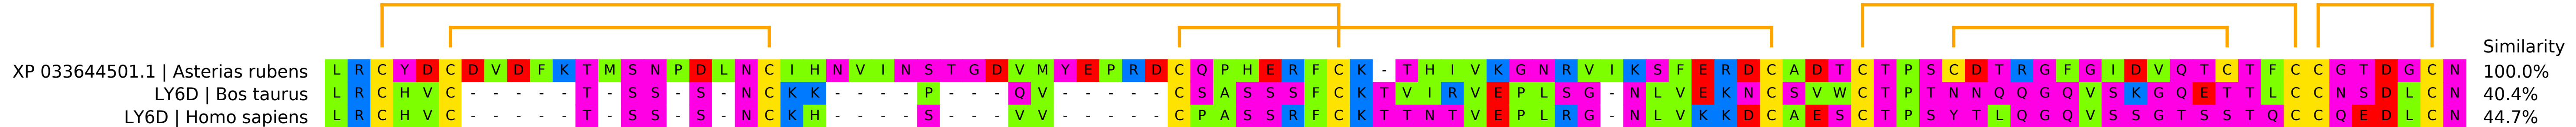 Similarity
XP 033644501.1 | Asterias rubens L R C Y D C D V D F K T M S N P D L N C I H N V I N S T G D V M Y E P R D C Q P H E R F C K - T H I V K G N R V I K S F E R D C A D T C T P S C D T R G F G I D V Q T C T F C C G T D G C N 100.0%
LY6D | Bos taurus L R C H V C - - - - - T - S S - S - N C K K - - - - P - - - Q V - - - - - C S A S S S F C K T V I R V E P L S G - N L V E K N C S V W C T P T N N Q Q G Q V S K G Q E T T L C C N S D L C N 40.4%
LY6D | Homo sapiens L R C H V C - - - - - T - S S - S - N C K H - - - - S - - - V V - - - - - C P A S S R F C K T T N T V E P L R G - N L V K K D C A E S C T P S Y T L Q G Q V S S G T S S T Q C C Q E D L C N 44.7%